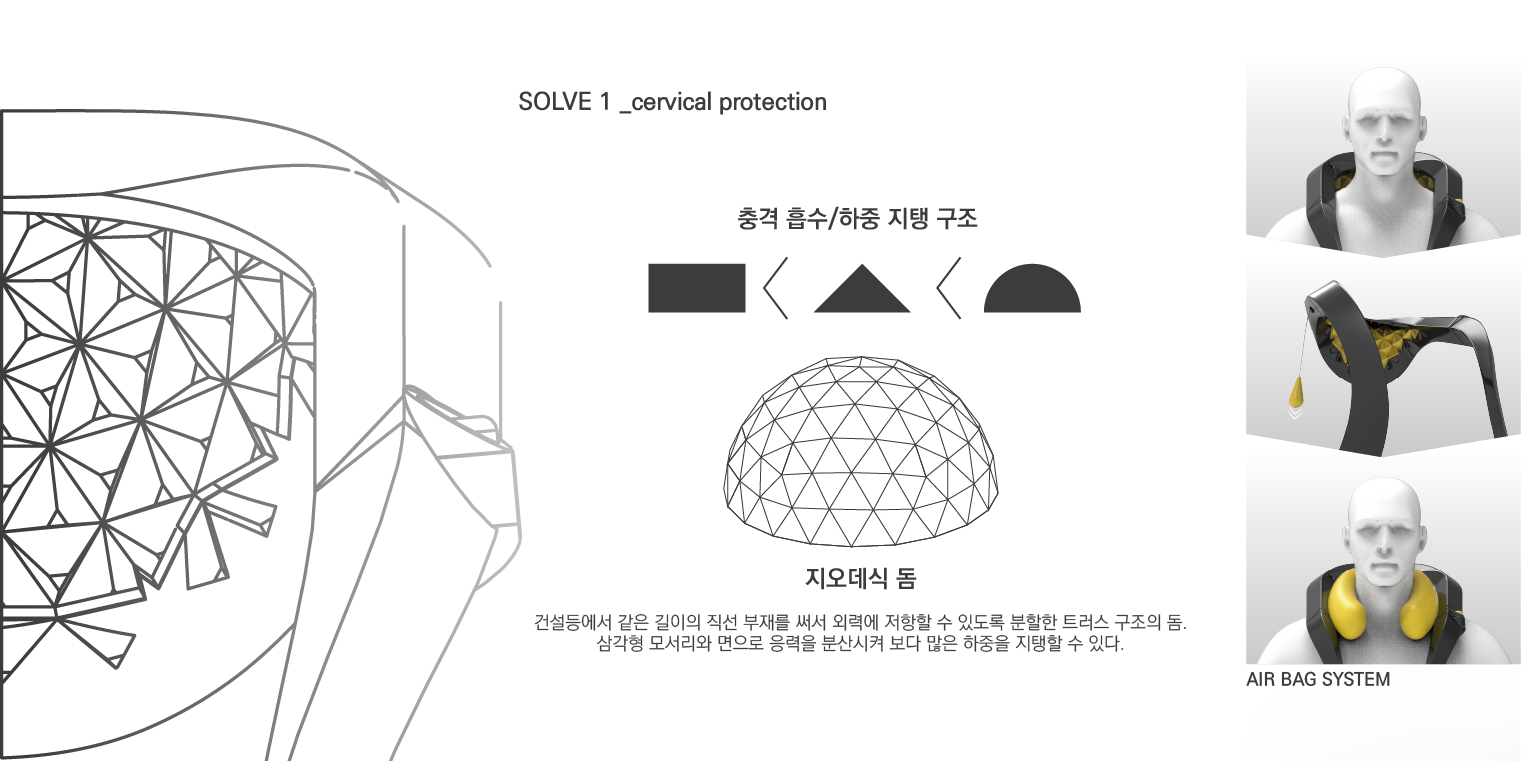 SOLVE 1 _cervical protection
충격 흡수/하중 지탱 구조
지오데식 돔
건설등에서 같은 길이의 직선 부재를 써서 외력에 저항할 수 있도록 분할한 트러스 구조의 돔.
삼각형 모서리와 면으로 응력을 분산시켜 보다 많은 하중을 지탱할 수 있다.
AIR BAG SYSTEM